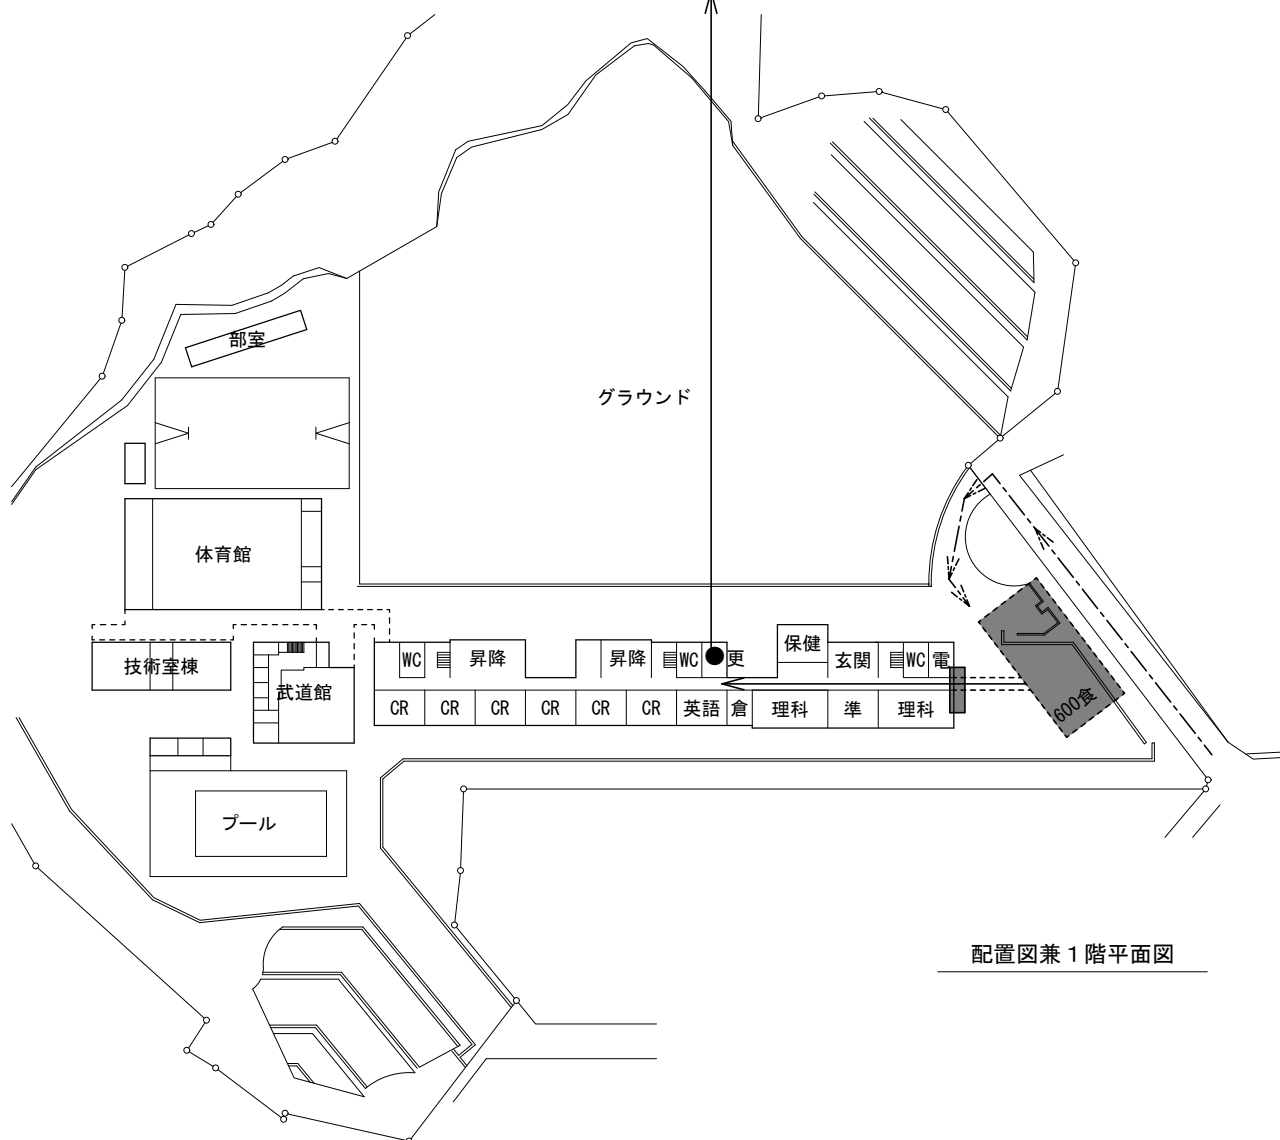 部室
グラウンド
体育館
技術室棟
武道館
WC
昇降
昇降
WC
更
保健
玄関
WC
電
CR
CR
CR
CR
CR
CR
英語
倉
理科
準
理科
600食
プール
配置図兼１階平面図